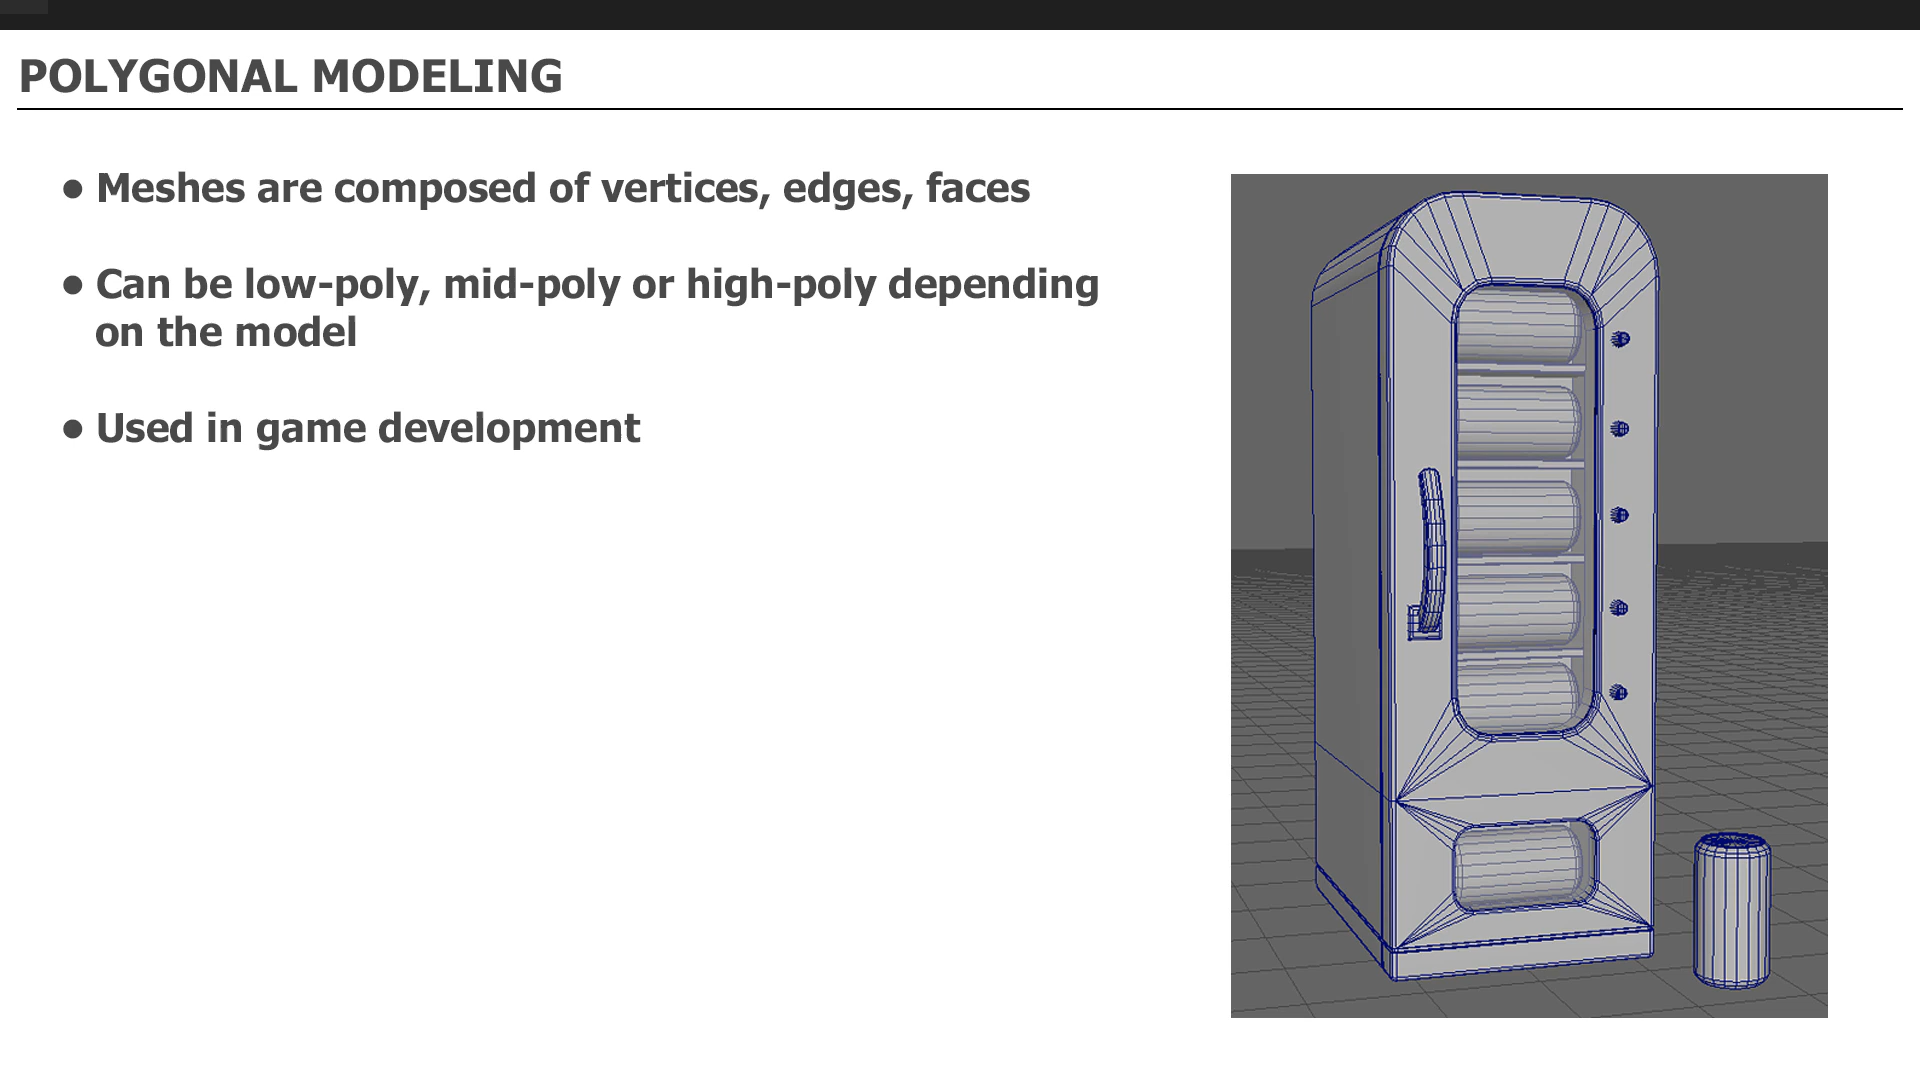 POLYGONAL MODELING
● Meshes are composed of vertices, edges, faces
● Can be low-poly, mid-poly or high-poly depending
on the model
● Used in game development